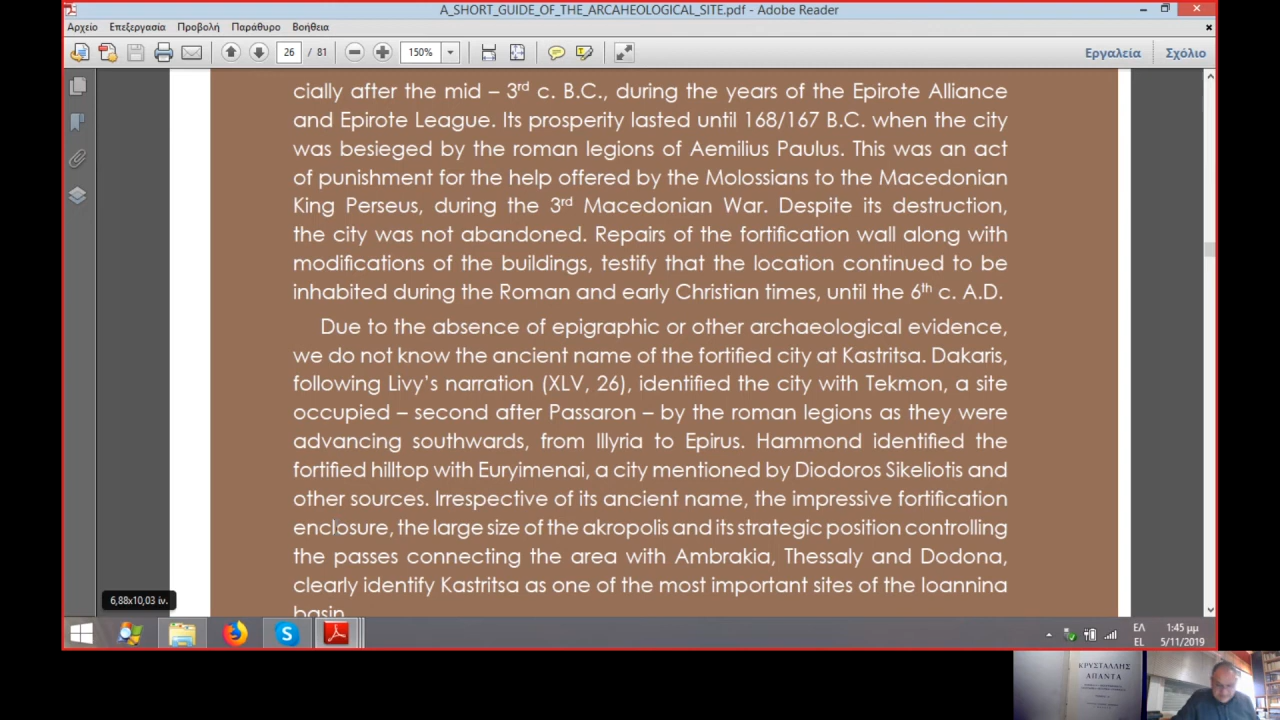 A_SHORT_GUIDE_OF_THE_ARCAHEOLOGICAL_SITE.pdf - Adobe Reader
Αρχείο Επεξεργασία Προβολή Παράθυρο Βοήθεια
26 / 81 150% Εργαλεία Σχόλιο
cially after the mid – 3rd c. B.C., during the years of the Epirote Alliance
and Epirote League. Its prosperity lasted until 168/167 B.C. when the city
was besieged by the roman legions of Aemilius Paulus. This was an act
of punishment for the help offered by the Molossians to the Macedonian
King Perseus, during the 3rd Macedonian War. Despite its destruction,
the city was not abandoned. Repairs of the fortification wall along with
modifications of the buildings, testify that the location continued to be
inhabited during the Roman and early Christian times, until the 6th c. A.D.
Due to the absence of epigraphic or other archaeological evidence,
we do not know the ancient name of the fortified city at Kastritsa. Dakaris,
following Livy's narration (XLV, 26), identified the city with Tekmon, a site
occupied – second after Passaron – by the roman legions as they were
advancing southwards, from Illyria to Epirus. Hammond identified the
fortified hilltop with Euryimenai, a city mentioned by Diodoros Sikeliotis and
other sources. Irrespective of its ancient name, the impressive fortification
enclosure, the large size of the akropolis and its strategic position controlling
the passes connecting the area with Ambrakia, Thessaly and Dodona,
clearly identify Kastritsa as one of the most important sites of the Ioannina
basin.
6,88x10,03 ίν.
ΕΛ 1:45 μμ
EL 5/11/2019
ΚΡΥΣΤΑΛΛΗΣ
ΑΠΑΝΤΑ